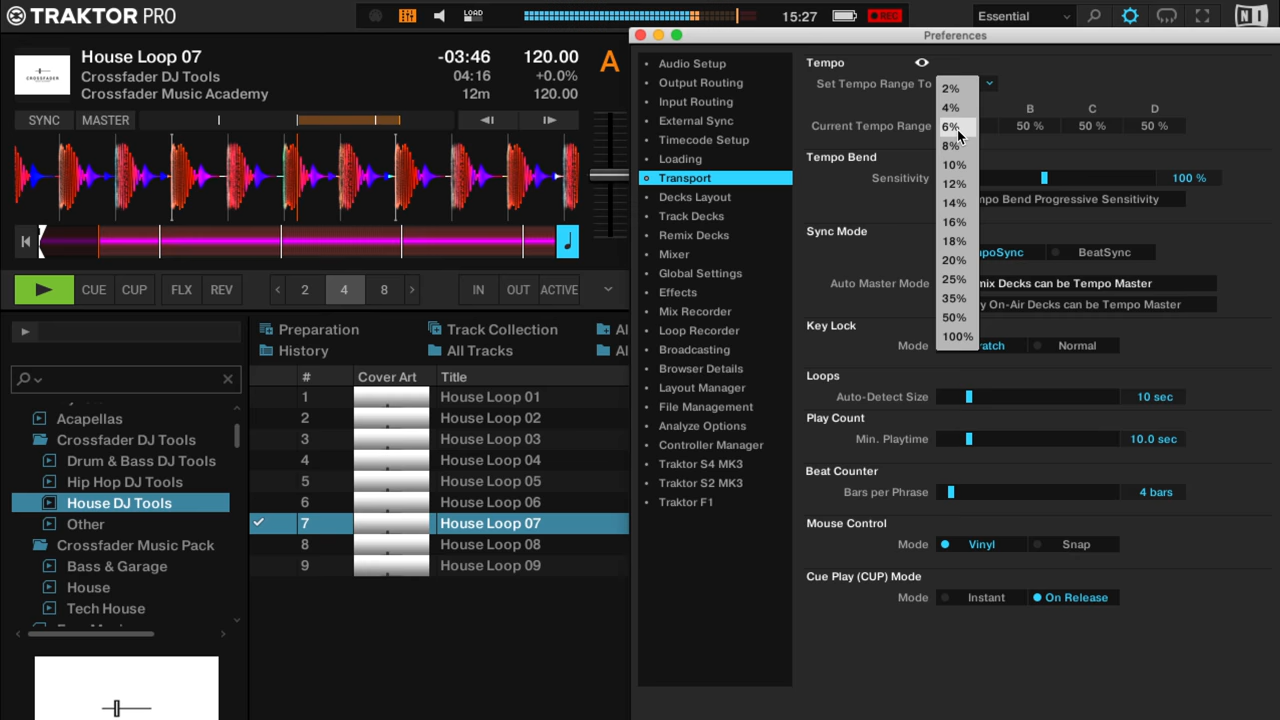 TRAKTOR PRO
LOAD
15:27
REC
Essential
House Loop 07
-03:46
120.00
A
Crossfader DJ Tools
04:16
+0.0%
Crossfader Music Academy
12m
120.00
SYNC
MASTER
CUE
CUP
FLX
REV
2
4
8
IN
OUT
ACTIVE
Preparation
Track Collection
Al
History
All Tracks
Al
Acapellas
Crossfader DJ Tools
Drum & Bass DJ Tools
Hip Hop DJ Tools
House DJ Tools
Other
Crossfader Music Pack
Bass & Garage
House
Tech House
#
Cover Art
Title
1
House Loop 01
2
House Loop 02
3
House Loop 03
4
House Loop 04
5
House Loop 05
6
House Loop 06
7
House Loop 07
8
House Loop 08
9
House Loop 09
Preferences
Audio Setup
Output Routing
Input Routing
External Sync
Timecode Setup
Loading
Transport
Decks Layout
Track Decks
Remix Decks
Mixer
Global Settings
Effects
Mix Recorder
Loop Recorder
Broadcasting
Browser Details
Layout Manager
File Management
Analyze Options
Controller Manager
Traktor S4 MK3
Traktor S2 MK3
Traktor F1
Tempo
Set Tempo Range To
B
C
D
Current Tempo Range
50 %
50 %
50 %
2%
4%
6%
8%
10%
12%
14%
16%
18%
20%
25%
35%
50%
100%
Tempo Bend
Sensitivity
100 %
mpo Bend Progressive Sensitivity
Sync Mode
mpoSync
BeatSync
Auto Master Mode
mix Decks can be Tempo Master
y On-Air Decks can be Tempo Master
Key Lock
Mode
ratch
Normal
Loops
Auto-Detect Size
10 sec
Play Count
Min. Playtime
10.0 sec
Beat Counter
Bars per Phrase
4 bars
Mouse Control
Mode
Vinyl
Snap
Cue Play (CUP) Mode
Mode
Instant
On Release